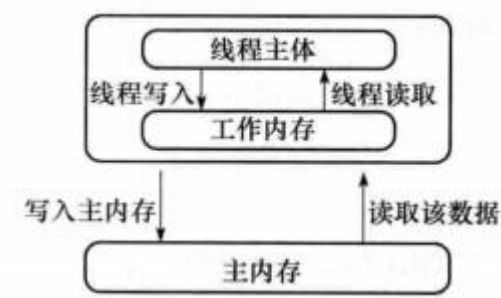 线程主体
线程写入
线程读取
工作内存
写入主内存
读取该数据
主内存